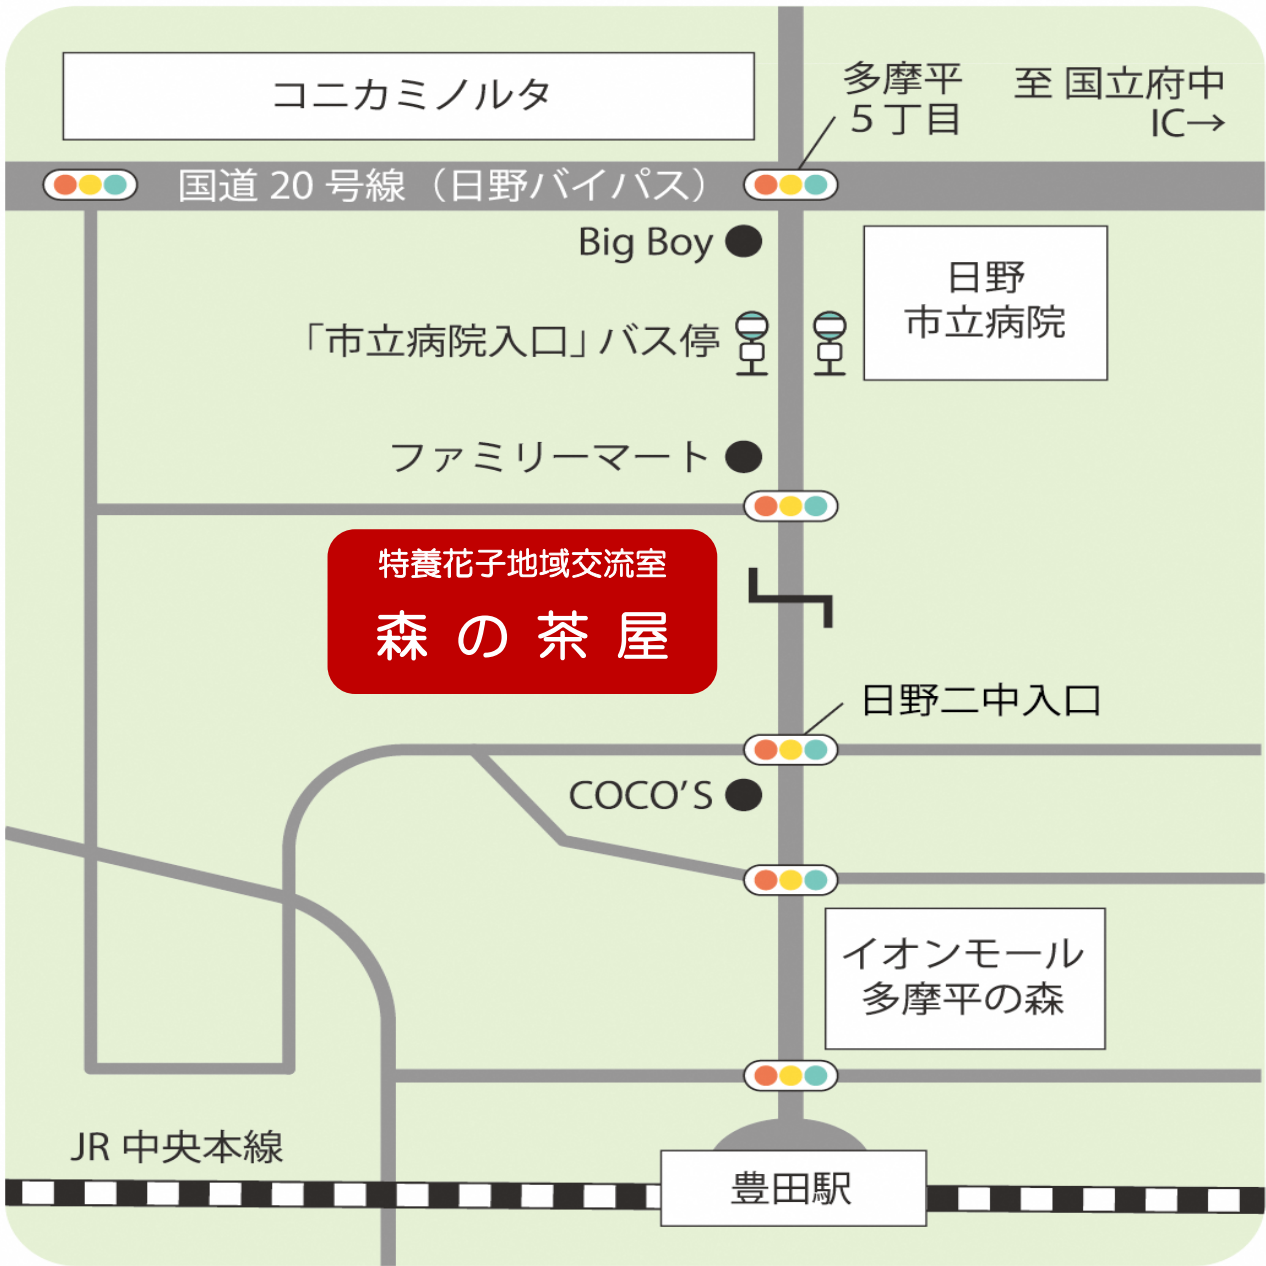 コニカミノルタ
多摩平
５丁目
至 国立府中
IC→
国道 20 号線（日野バイパス）
Big Boy
日野
市立病院
「市立病院入口」バス停
ファミリーマート
特養花子地域交流室
森の茶屋
日野二中入口
COCO’S
イオンモール
多摩平の森
JR 中央本線
豊田駅